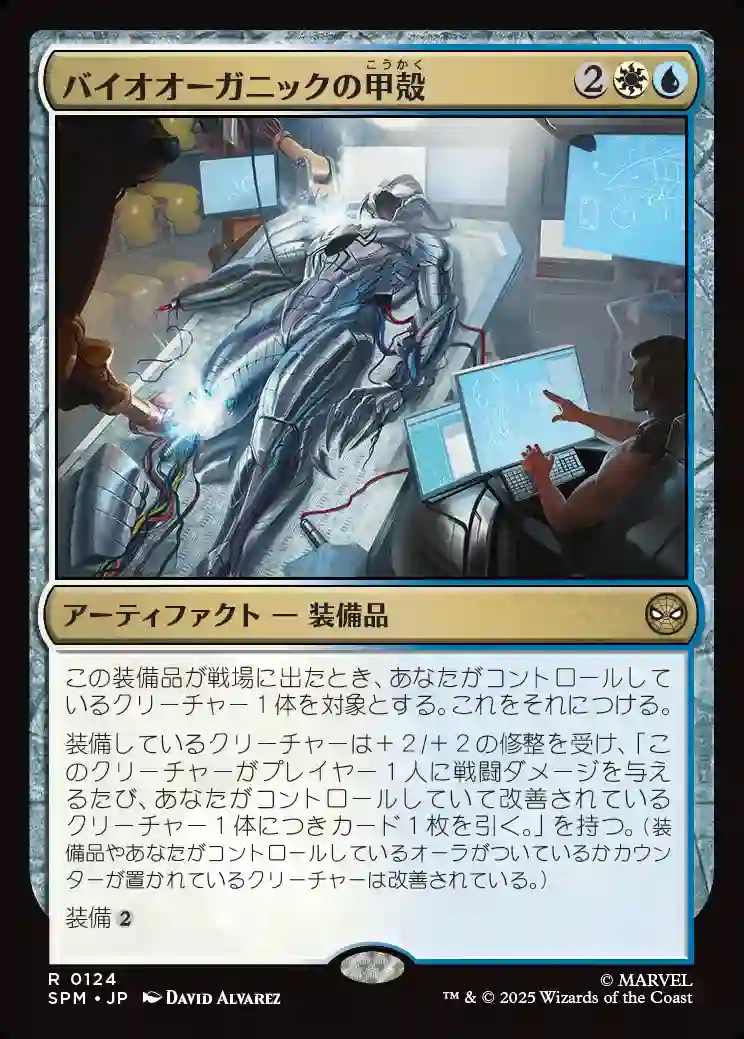 バイオオーガニックの甲殻
こうかく
2
アーティファクト — 装備品
この装備品が戦場に出たとき、あなたがコントロールして
いるクリーチャー1体を対象とする。これをそれにつける。
装備しているクリーチャーは+2/+2の修整を受け、「こ
のクリーチャーがプレイヤー1人に戦闘ダメージを与え
るたび、あなたがコントロールしていて改善されている
クリーチャー1体につきカード1枚を引く。」を持つ。(装
備品やあなたがコントロールしているオーラがついているかカウン
ターが置かれているクリーチャーは改善されている。)
装備 2
R 0124
SPM • JP DAVID ALVAREZ
© MARVEL
™ & © 2025 Wizards of the Coast